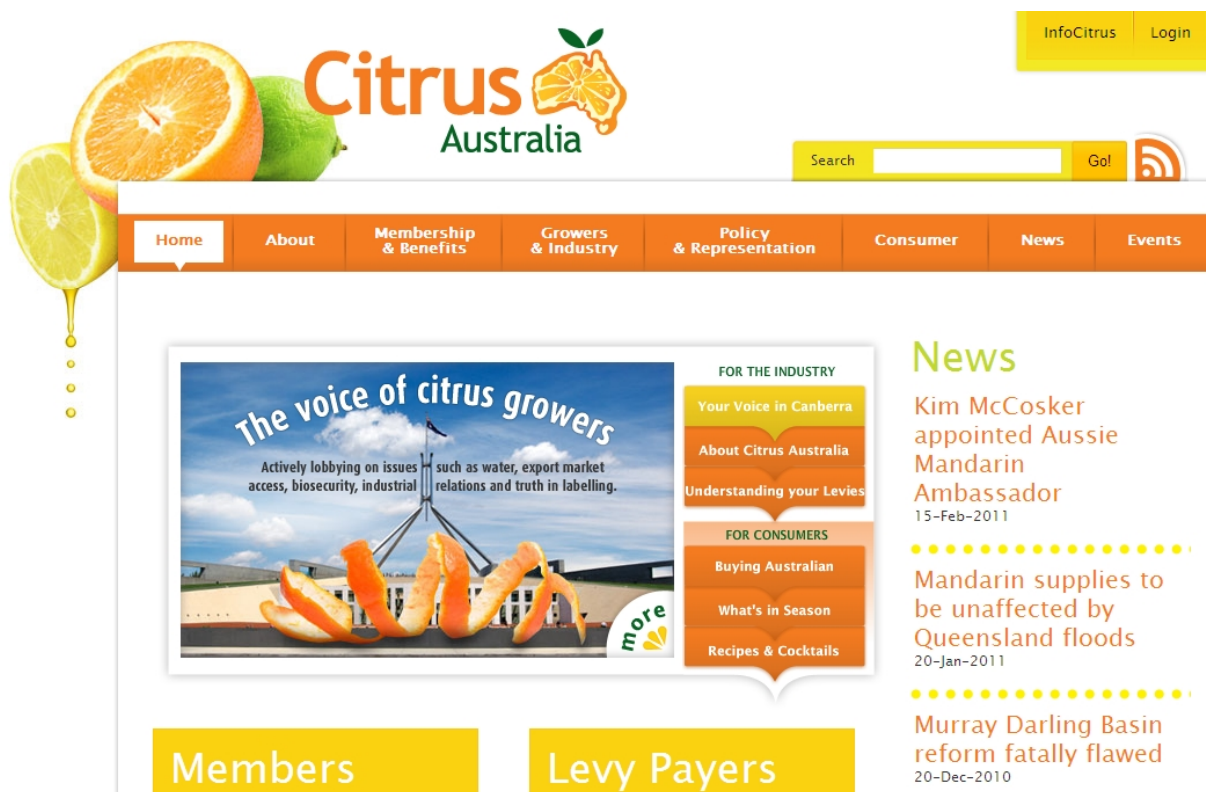 InfoCitrus
Login
Citrus
Australia
Search
Go!
Home
About
Membership
& Benefits
Growers
& Industry
Policy
& Representation
Consumer
News
Events
The voice of citrus growers
Actively lobbying on issues such as water, export market
access, biosecurity, industrial relations and truth in labelling.
more
FOR THE INDUSTRY
Your Voice in Canberra
About Citrus Australia
Understanding your Levies
FOR CONSUMERS
Buying Australian
What's in Season
Recipes & Cocktails
News
Kim McCosker
appointed Aussie
Mandarin
Ambassador
15-Feb-2011
Mandarin supplies to
be unaffected by
Queensland floods
20-Jan-2011
Murray Darling Basin
reform fatally flawed
20-Dec-2010
Members
Levy Payers